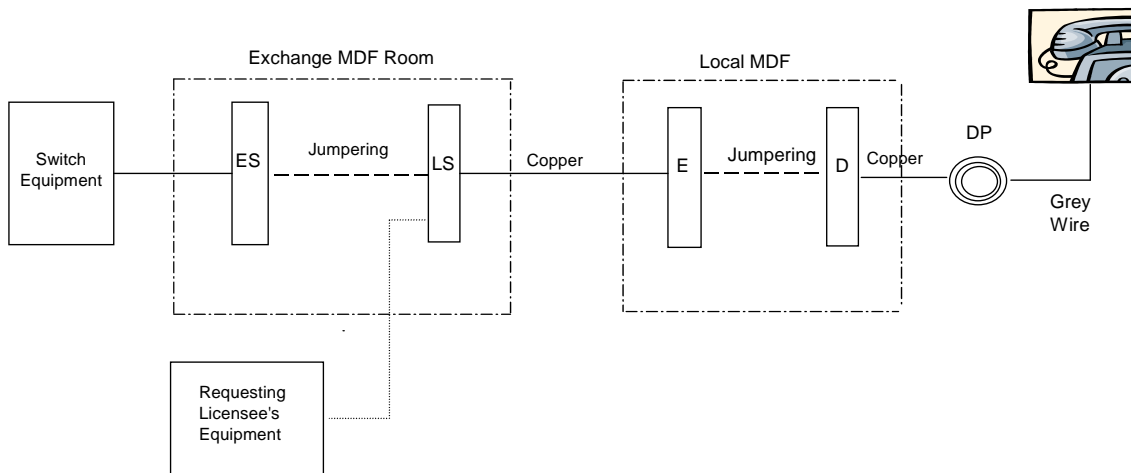 Exchange MDF Room
Local MDF
DP
Switch
Equipment
ES
Jumpering
LS
Copper
E
Jumpering
D
Copper
Grey
Wire
Requesting
Licensee's
Equipment